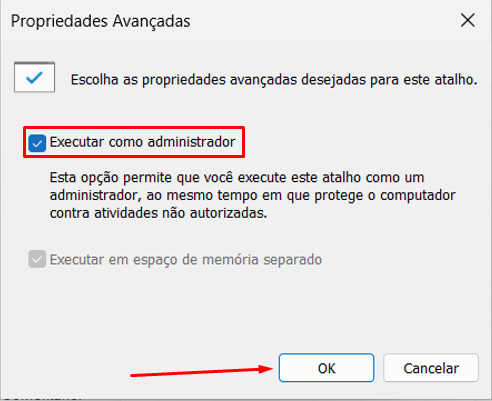 Propriedades Avançadas
Escolha as propriedades avançadas desejadas para este atalho.
Executar como administrador
Esta opção permite que você execute este atalho como um
administrador, ao mesmo tempo em que protege o computador
contra atividades não autorizadas.
Executar em espaço de memória separado
OK
Cancelar